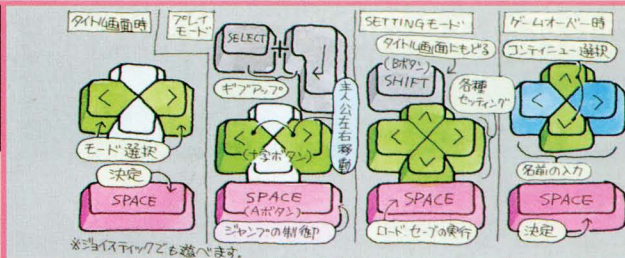 タイトル画面時
<
>
モード選択
決定
SPACE
※ジョイスティックでも遊べます。
プレイモード
SELECT
+
↵
ギブアップ
主人公左右移動
<
>
(十字ボタン)
SPACE
(Aボタン)
ジャンプの制御
SETTINGモード
タイトル画面にもどる
(Bボタン)
SHIFT
各種セッティング
SPACE
ロードセーブの実行
ゲームオーバー時
コンティニュー選択
名前の入力
SPACE
決定